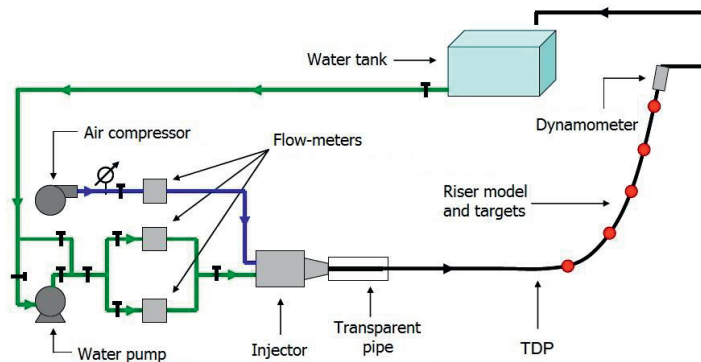 Water tank
Air compressor
Flow-meters
Dynamometer
Riser model
and targets
Water pump
Injector
Transparent
pipe
TDP